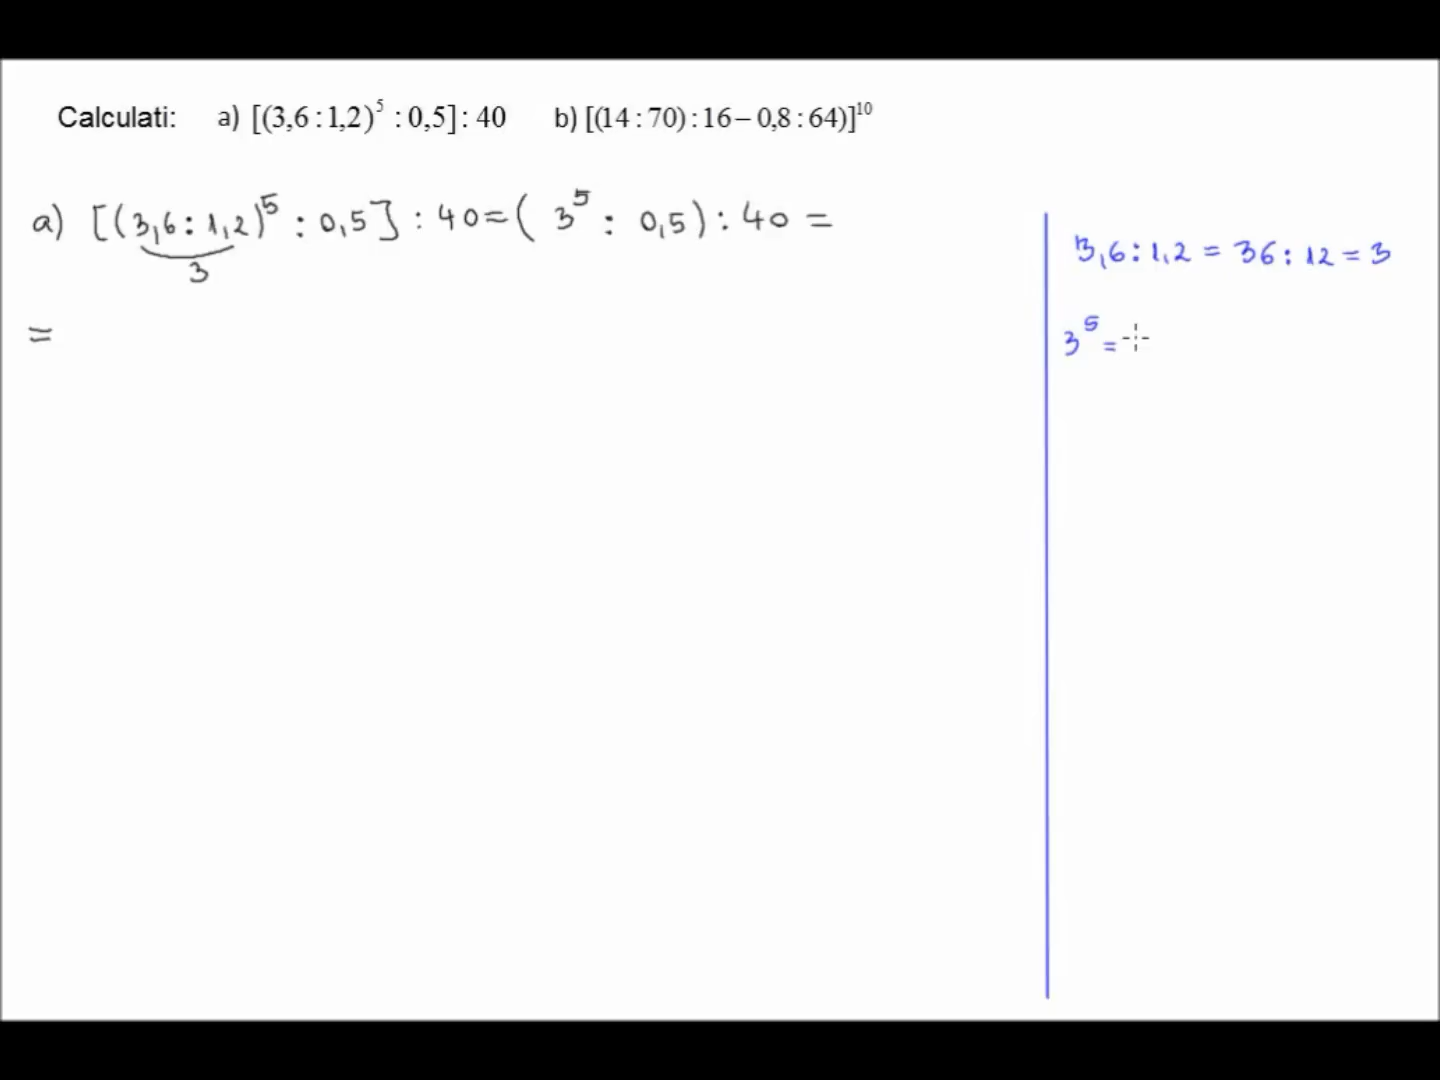 Calculati: a) [(3,6 : 1,2)⁵ : 0,5] : 40 b) [(14 : 70) : 16 – 0,8 : 64)]¹⁰
a) [(3,6 : 1,2)⁵ : 0,5] : 40 = ( 3⁵ : 0,5) : 40 =
3
=
3,6 : 1,2 = 36 : 12 = 3
3⁵ =